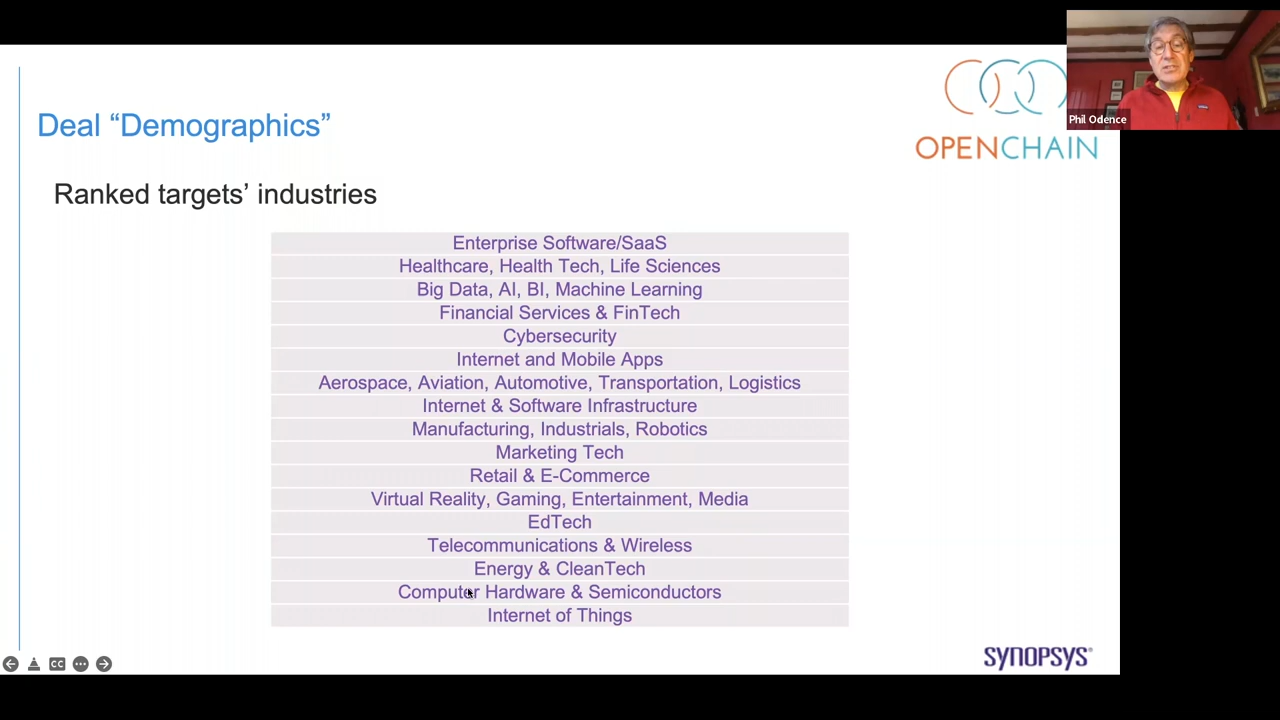 Deal “Demographics”
OPENCHAIN
Phil Odence
Ranked targets’ industries
Enterprise Software/SaaS
Healthcare, Health Tech, Life Sciences
Big Data, AI, BI, Machine Learning
Financial Services & FinTech
Cybersecurity
Internet and Mobile Apps
Aerospace, Aviation, Automotive, Transportation, Logistics
Internet & Software Infrastructure
Manufacturing, Industrials, Robotics
Marketing Tech
Retail & E-Commerce
Virtual Reality, Gaming, Entertainment, Media
EdTech
Telecommunications & Wireless
Energy & CleanTech
Computer Hardware & Semiconductors
Internet of Things
CC
SYNOPSYS®